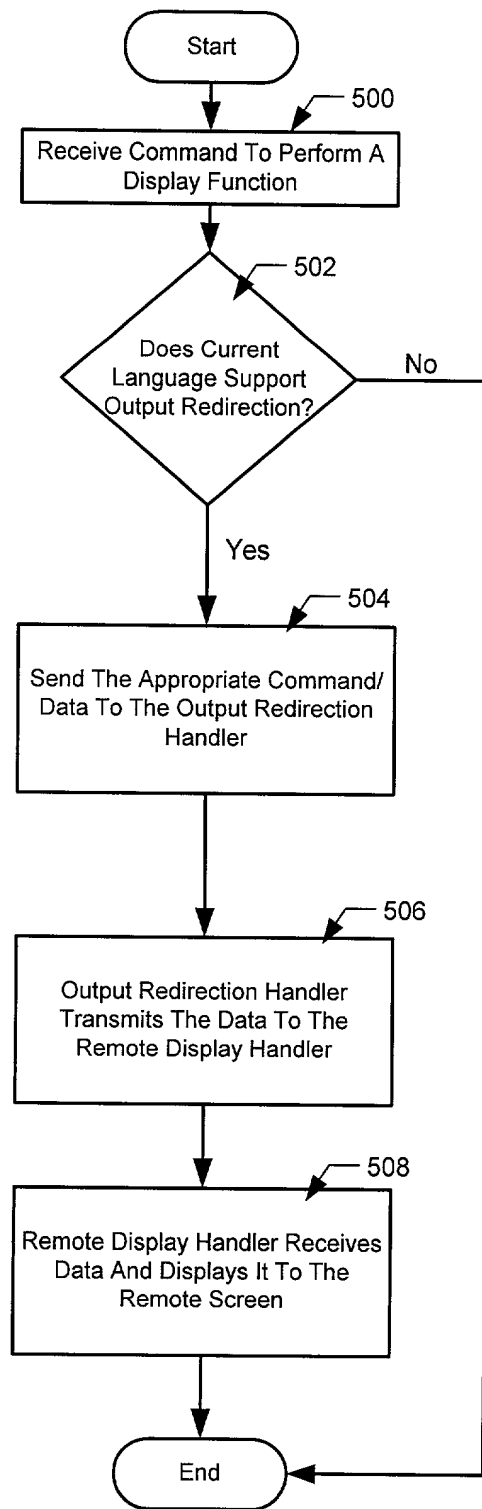 Start
500
Receive Command To Perform A
Display Function
502
Does Current
Language Support
Output Redirection?
No
Yes
504
Send The Appropriate Command/
Data To The Output Redirection
Handler
506
Output Redirection Handler
Transmits The Data To The
Remote Display Handler
508
Remote Display Handler Receives
Data And Displays It To The
Remote Screen
End